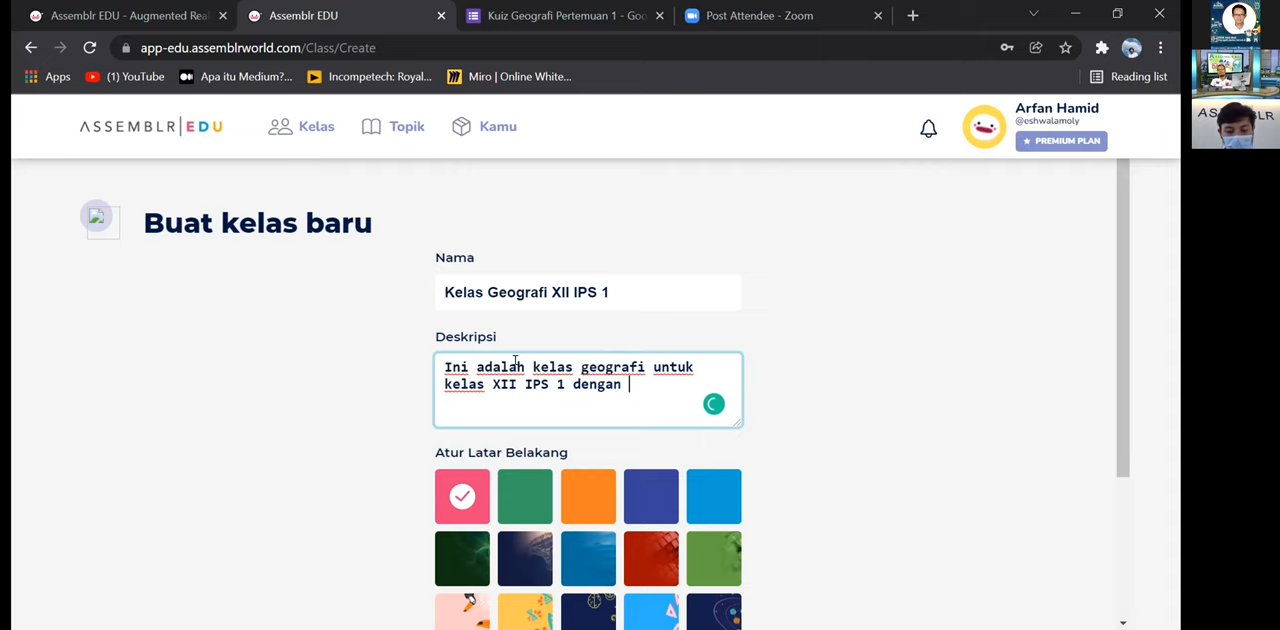 Assemblr EDU - Augmented Real
Assemblr EDU
Kuiz Geografi Pertemuan 1 - Goo
Post Attendee - Zoom
app-edu.assemblrworld.com/Class/Create
Apps
(1) YouTube
Apa itu Medium?...
Incompetech: Royal...
Miro | Online White...
Reading list
ASSEMBLR|EDU
Kelas
Topik
Kamu
Arfan Hamid
@eshwalamoly
PREMIUM PLAN
Buat kelas baru
Nama
Kelas Geografi XII IPS 1
Deskripsi
Ini adalah kelas geografi untuk
kelas XII IPS 1 dengan
Atur Latar Belakang